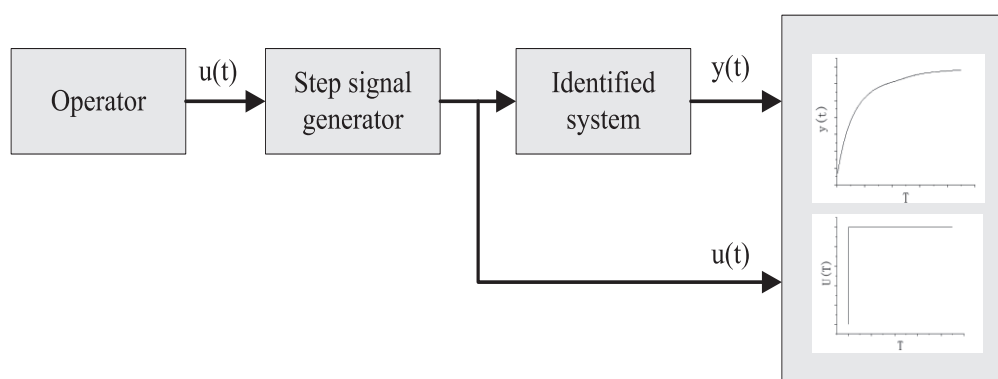 Operator
u(t)
Step signal
generator
Identified
system
y(t)
y(t)
T
u(t)
U(T)
T